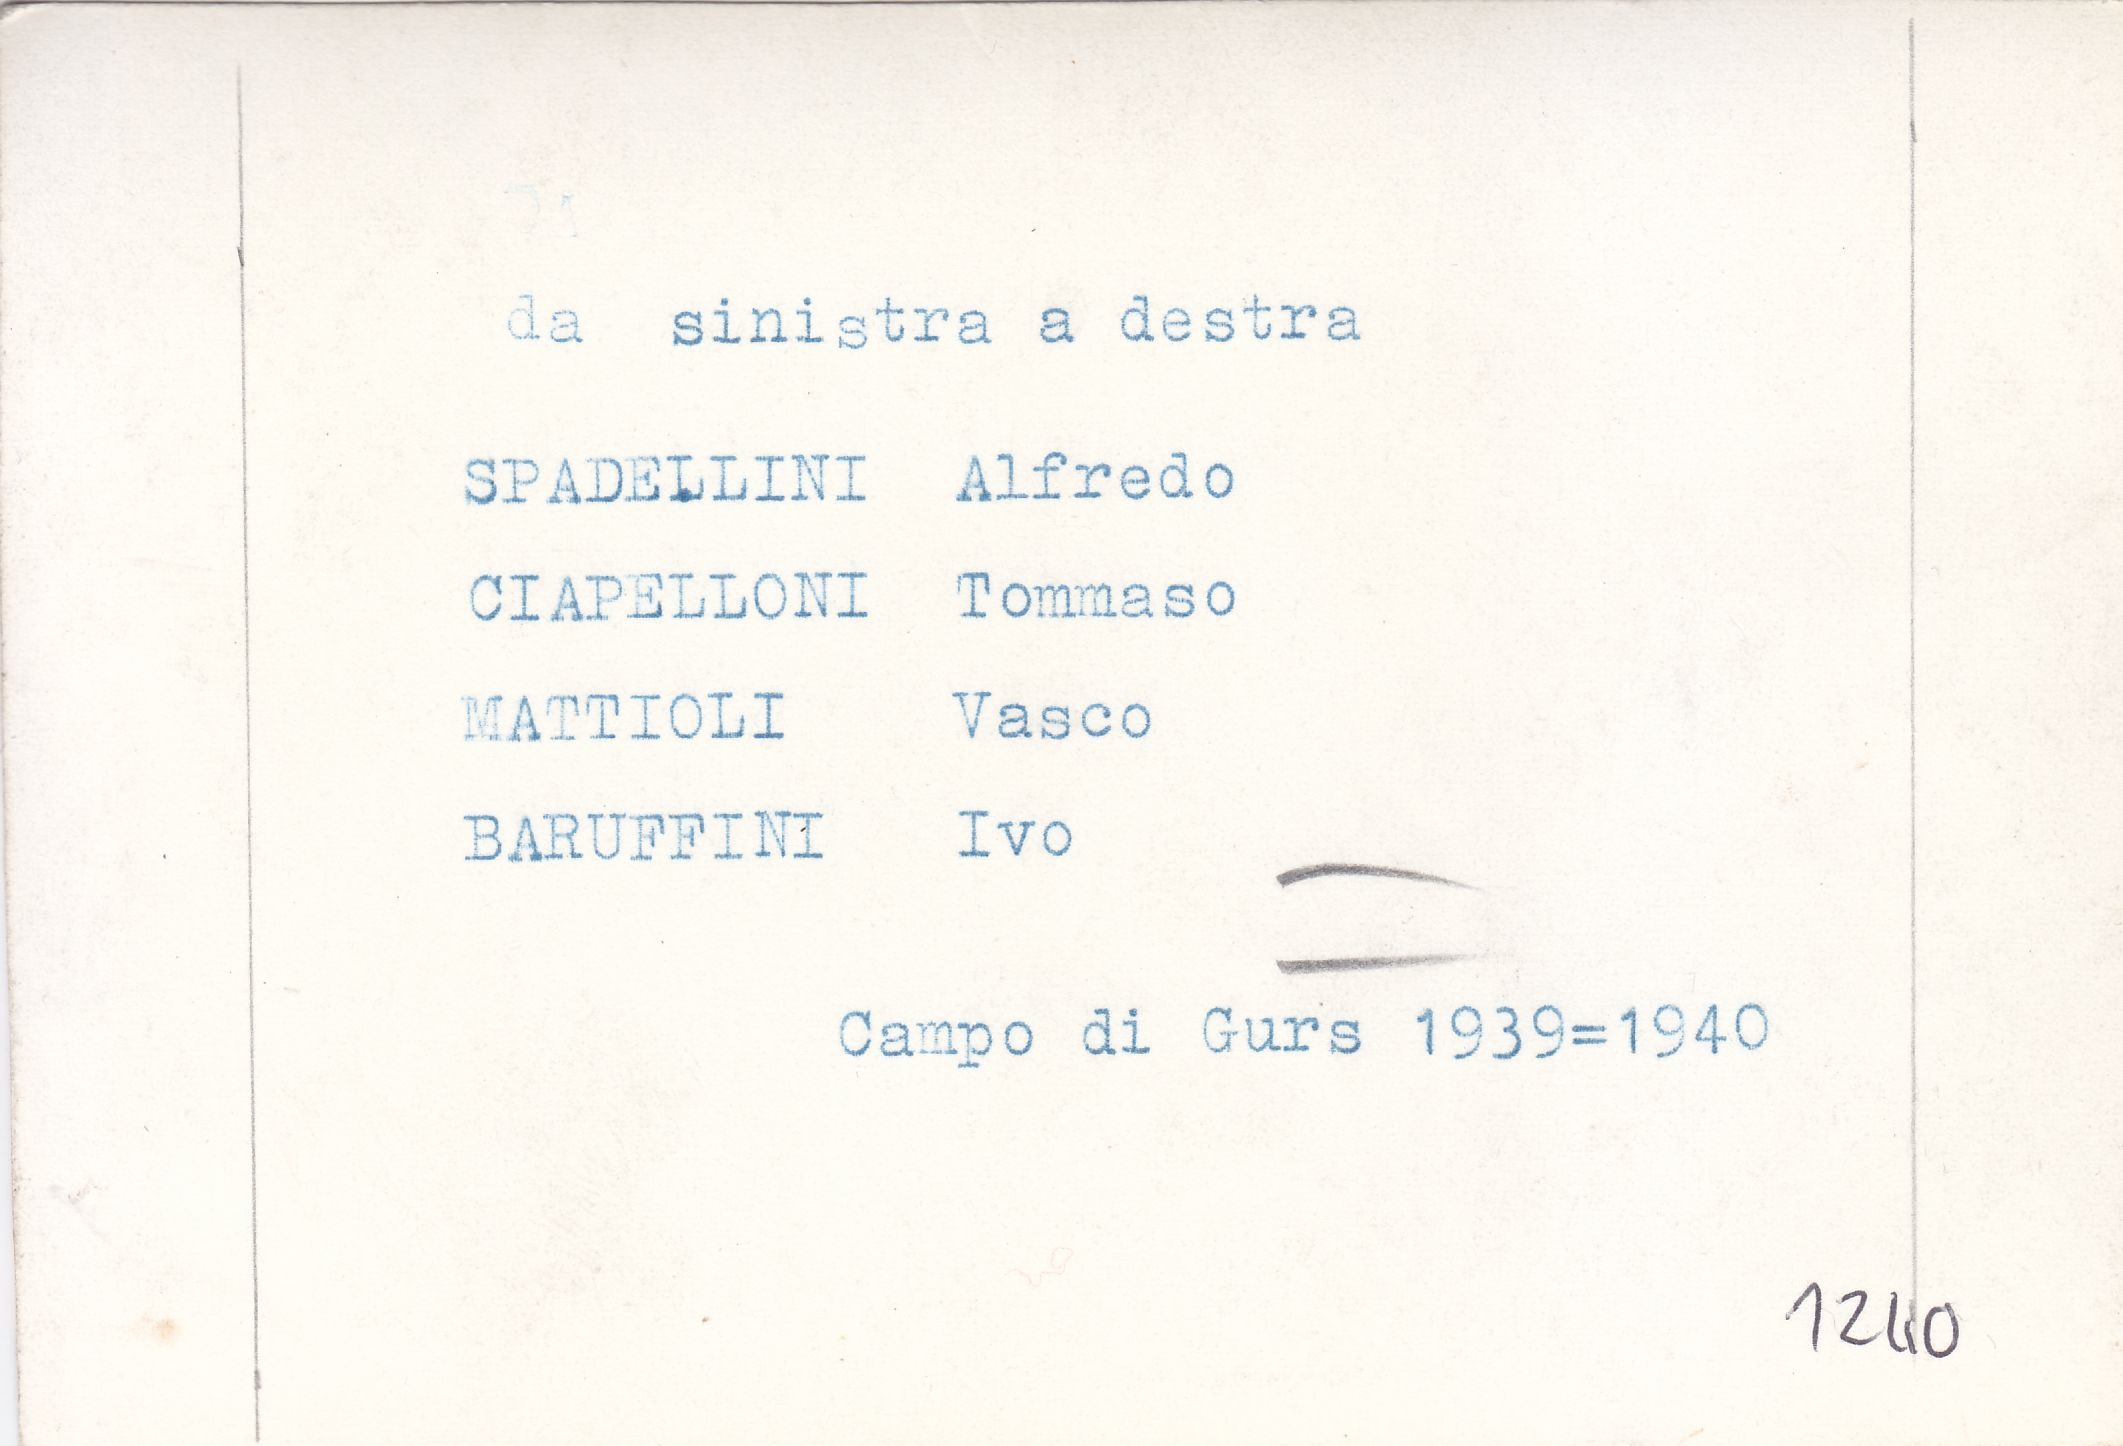 da sinistra a destra
SPADELLINI Alfredo
CIAPELLONI Tommaso
MATTIOLI Vasco
BARUFFINI Ivo
Campo di Gurs 1939=1940
1240